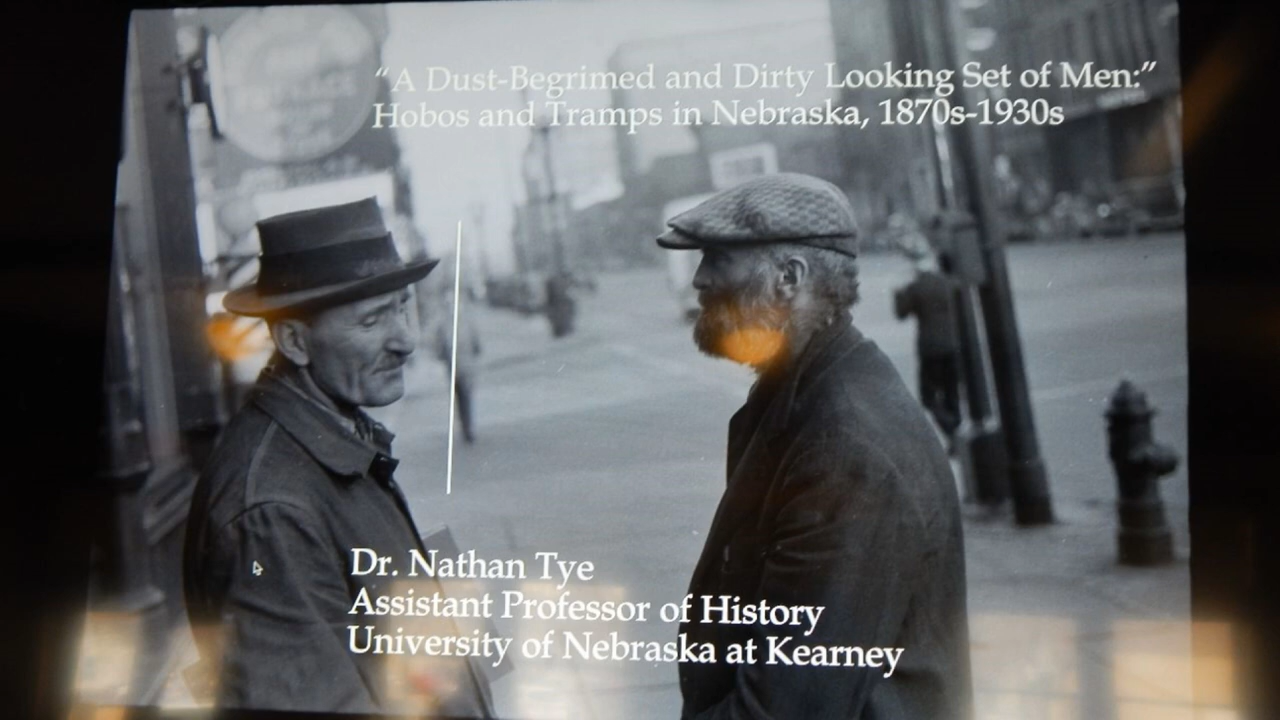 “A Dust-Begrimed and Dirty Looking Set of Men:”
Hobos and Tramps in Nebraska, 1870s-1930s
Dr. Nathan Tye
Assistant Professor of History
University of Nebraska at Kearney